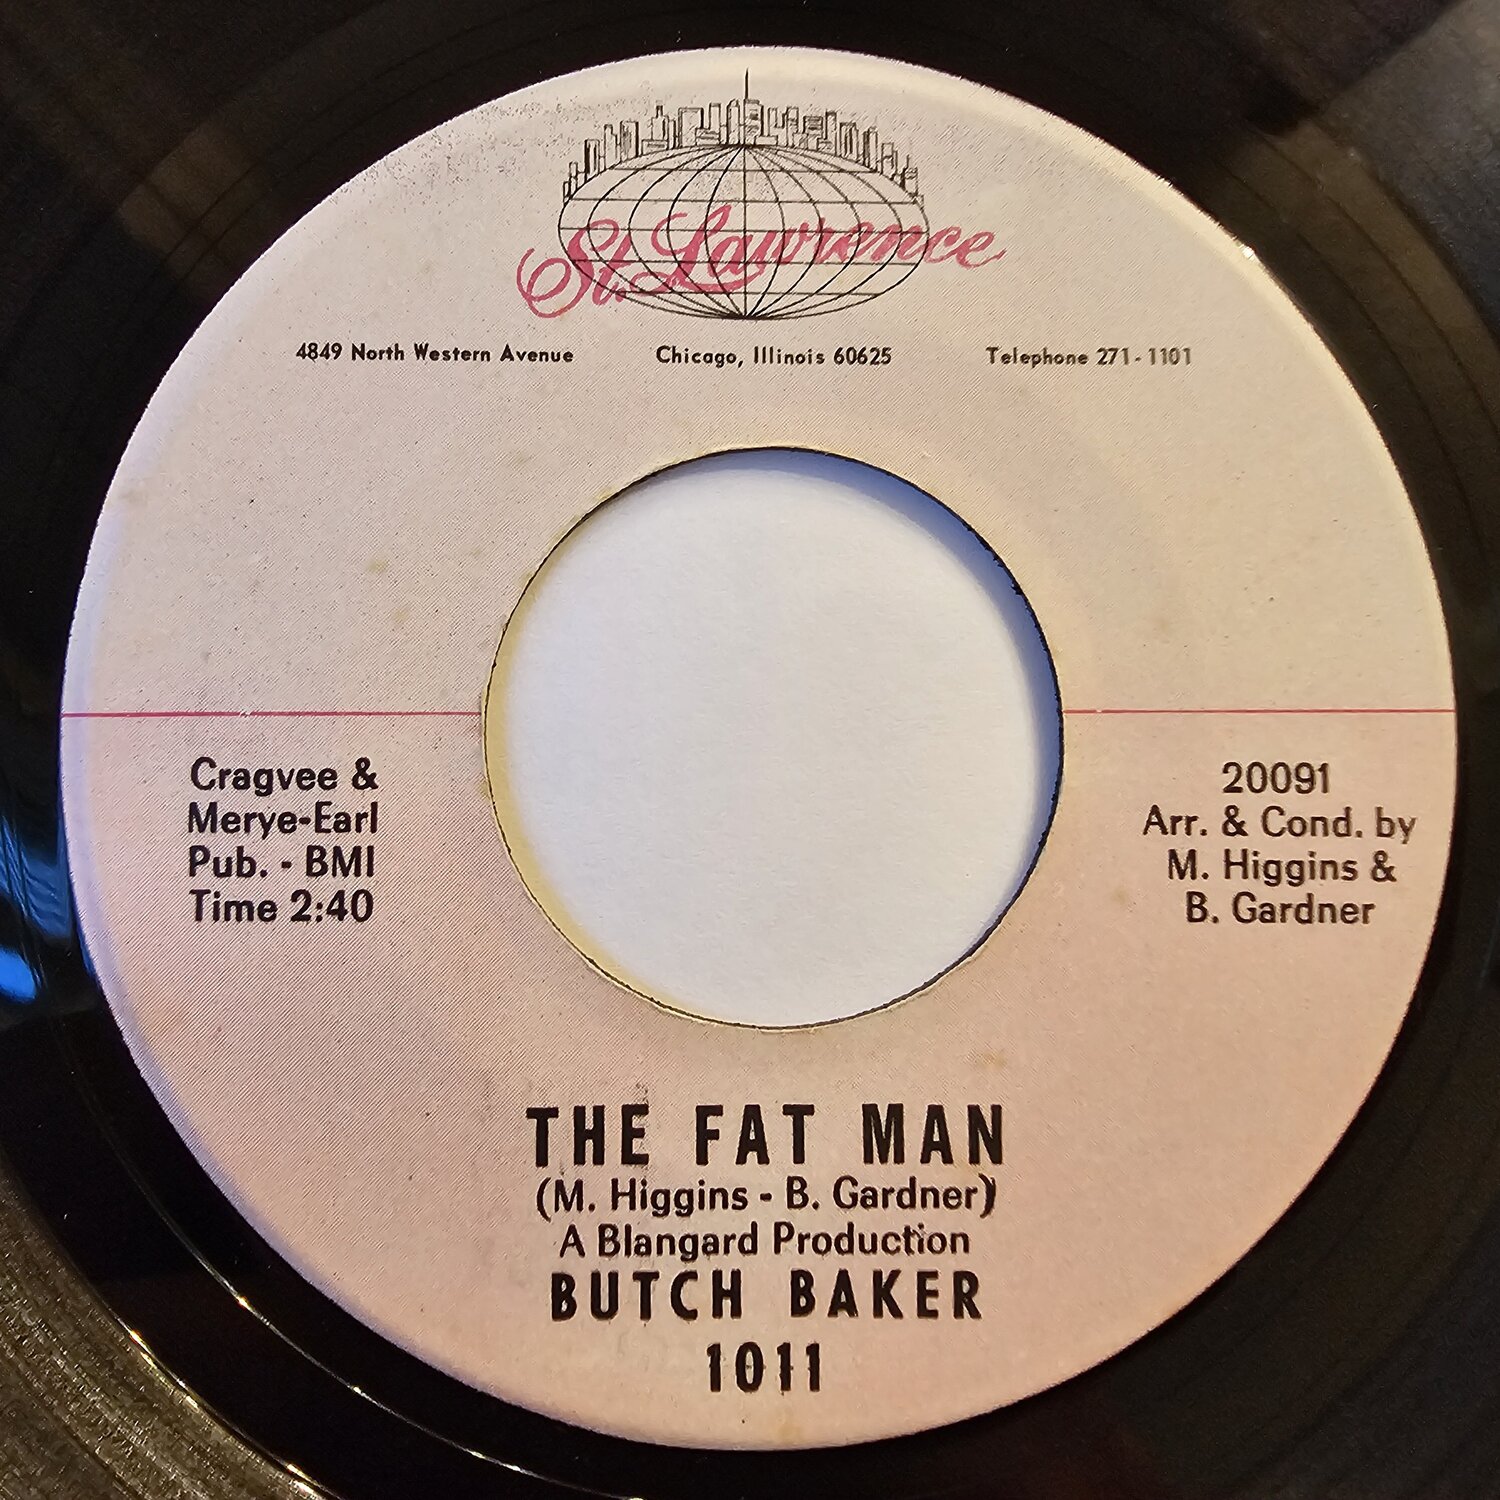 St. Lawrence
4849 North Western Avenue Chicago, Illinois 60625 Telephone 271-1101
Cragvee &
Merye-Earl
Pub. - BMI
Time 2:40
20091
Arr. & Cond. by
M. Higgins &
B. Gardner
THE FAT MAN
(M. Higgins - B. Gardner)
A Blangard Production
BUTCH BAKER
1011